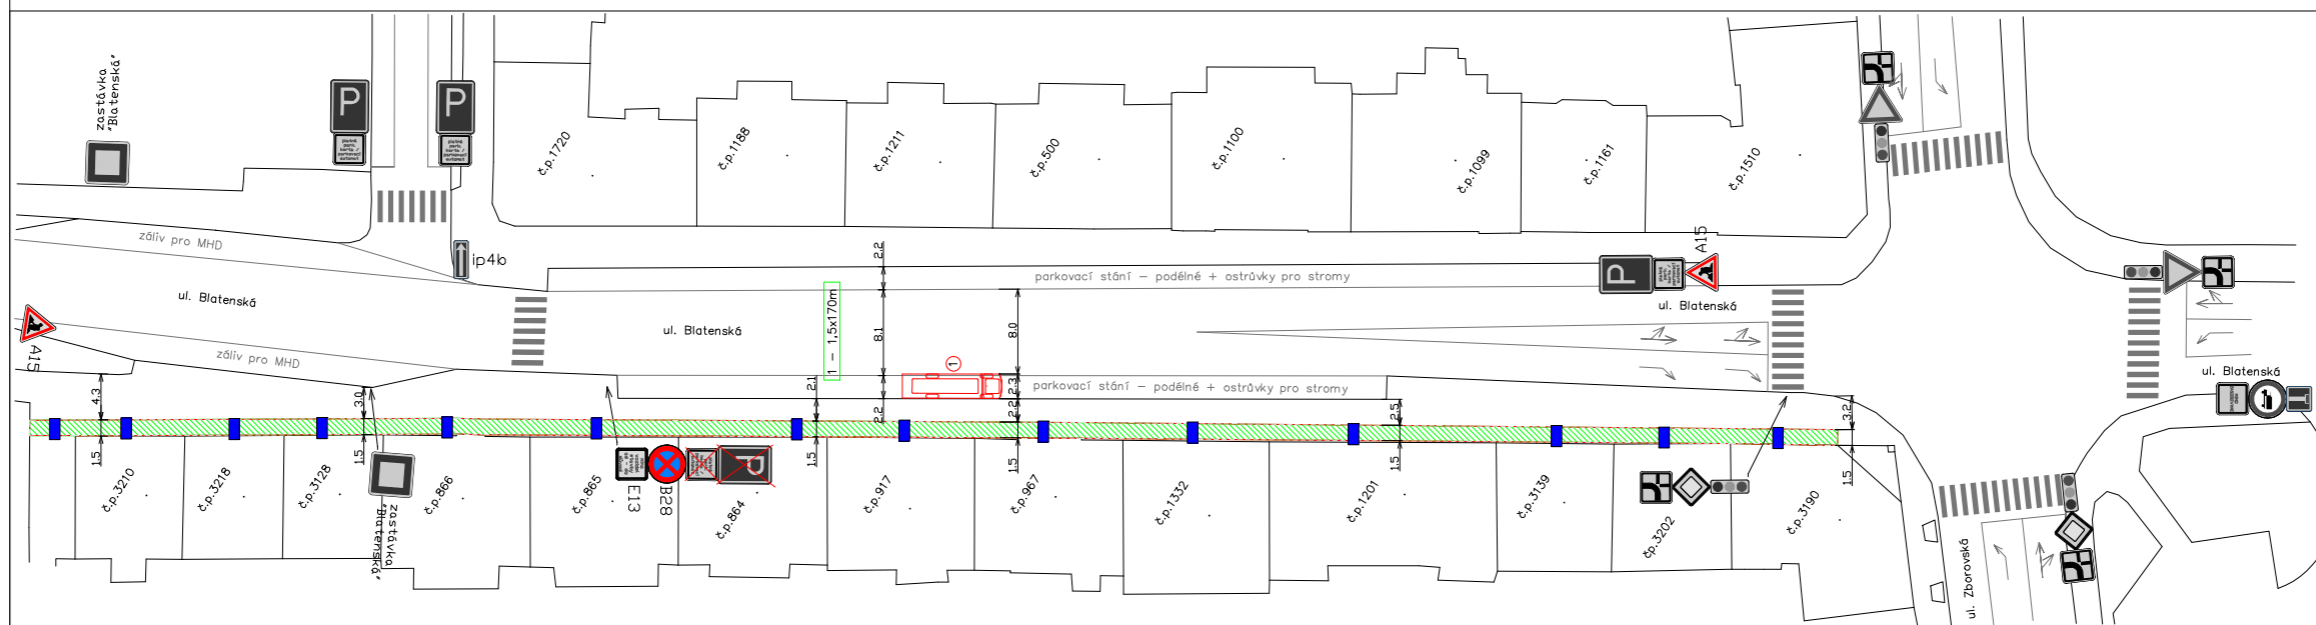 zastávka
"Blatenská"
P
P
č.p.1720
č.p.1188
č.p.1211
č.p.500
č.p.1100
č.p.1099
č.p.1161
č.p.1510
záliv pro MHD
ip4b
2.2
parkovací stání – podélné + ostrůvky pro stromy
P
A15
ul. Blatenská
ul. Blatenská
ul. Blatenská
1 – 1,5x170m
8.1
8.0
A15
záliv pro MHD
1
parkovací stání – podélné + ostrůvky pro stromy
ul. Blatenská
4.3
3.0
2.1
2.2
2.3
2.2
2.5
3.2
1.5
1.5
1.5
1.5
1.5
1.5
č.p.3210
č.p.3218
č.p.3128
č.p.866
č.p.865
E13
B28
P
č.p.864
č.p.917
č.p.967
č.p.1332
č.p.1201
č.p.3139
čp.3202
č.p.3190
zastávka
"Blatenská"
ul. Zborovská